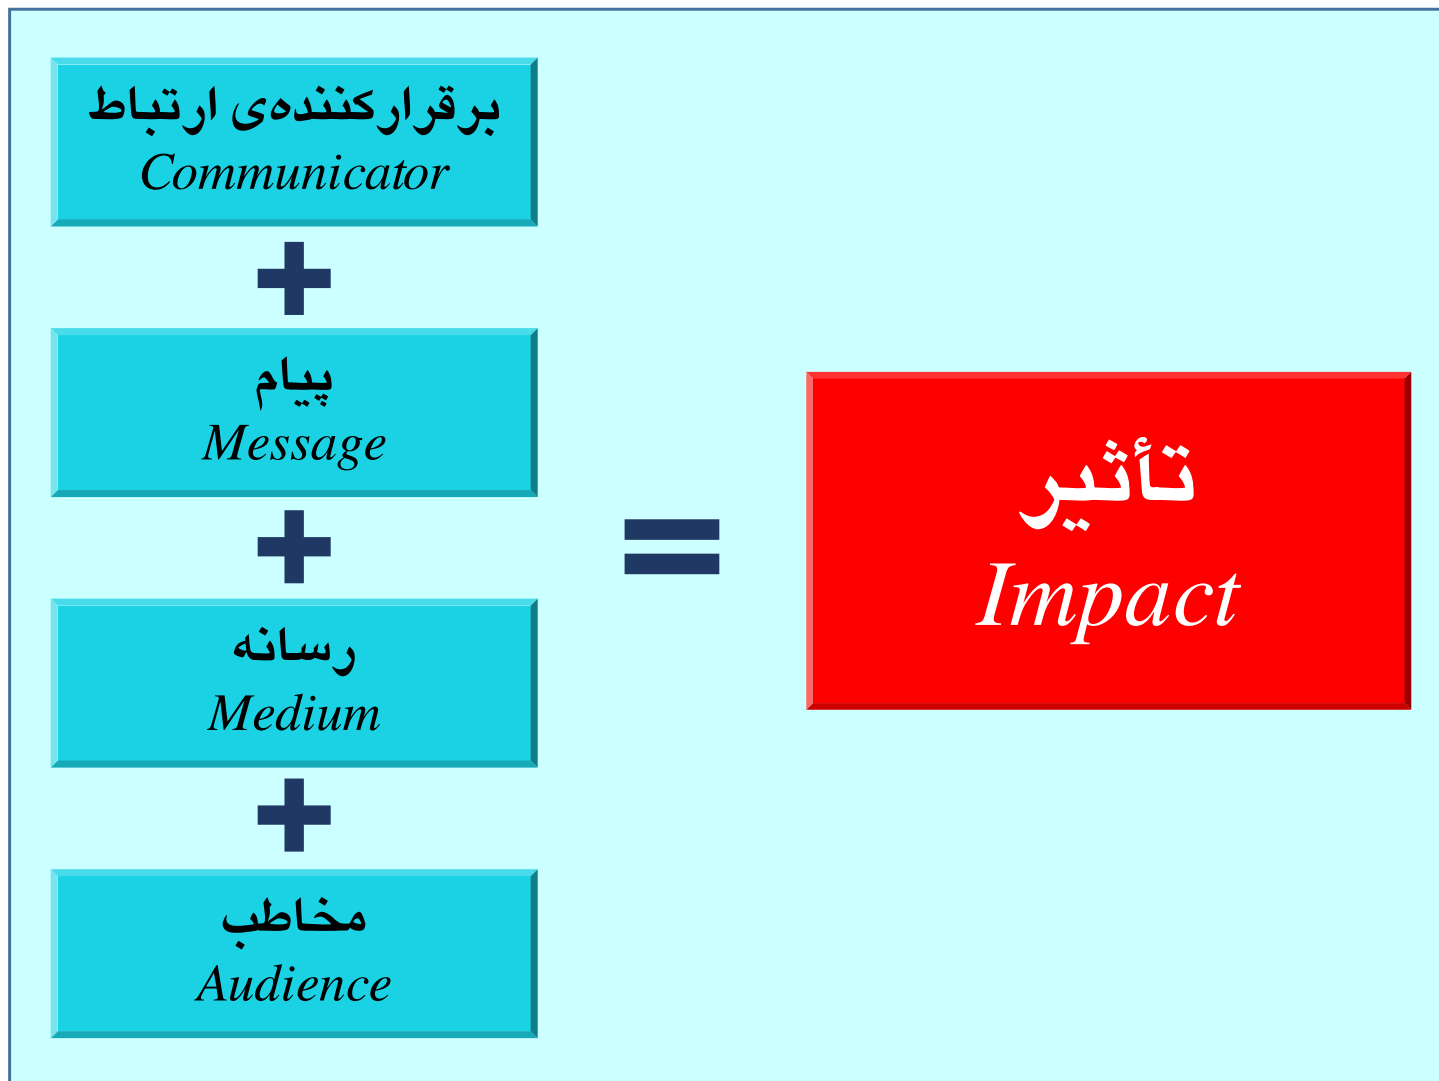 برقرارکننده‌ی ارتباط
Communicator
+
پیام
Message
+
رسانه
Medium
+
مخاطب
Audience
=
تأثیر
Impact